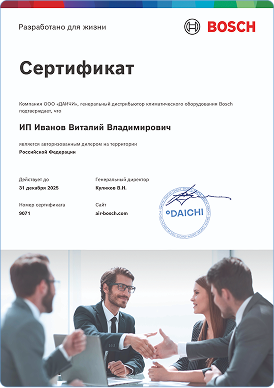 Разработано для жизни
BOSCH
Сертификат
Компания ООО «ДАИЧИ», генеральный дистрибьютор климатического оборудования Bosch
подтверждает, что
ИП Иванов Виталий Владимирович
является авторизованным дилером на территории
Российской Федерации
Действует до
31 декабря 2025
Генеральный директор
Куликов В.Н.
Номер сертификата
9071
Сайт
air-bosch.com
DAICHI